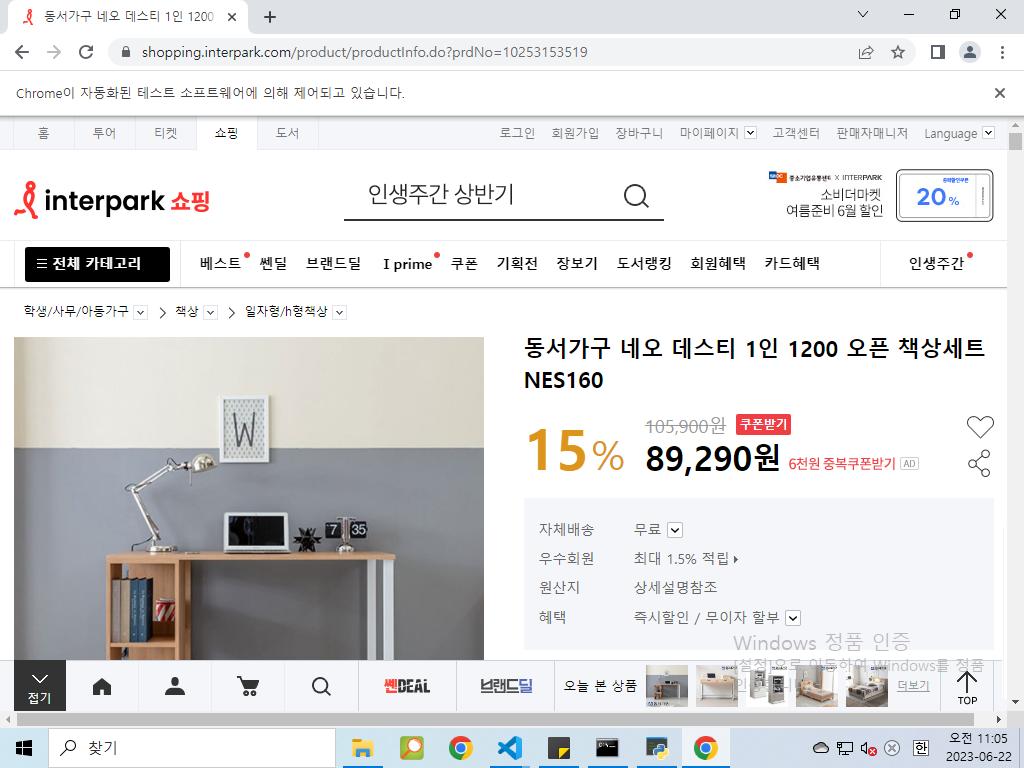 동서가구 네오 데스티 1인 1200
shopping.interpark.com/product/productInfo.do?prdNo=10253153519
Chrome이 자동화된 테스트 소프트웨어에 의해 제어되고 있습니다.
홈 투어 티켓 쇼핑 도서 로그인 회원가입 장바구니 마이페이지 고객센터 판매자매니저 Language
interpark 쇼핑
인생주간 상반기
중소기업유통센터 X INTERPARK
소비더마켓
여름준비 6월 할인
20%
전체 카테고리 베스트 쎈딜 브랜드딜 I prime 쿠폰 기획전 장보기 도서랭킹 회원혜택 카드혜택 인생주간
학생/사무/아동가구 책상 일자형/h형책상
동서가구 네오 데스티 1인 1200 오픈 책상세트
NES160
W
7 35
15%
105,900원 쿠폰받기
89,290원 6천원 중복쿠폰받기 AD
자체배송 무료
우수회원 최대 1.5% 적립
원산지 상세설명참조
혜택 즉시할인 / 무이자 할부
Windows 정품 인증
[설정]으로 이동하여 Windows를 정품
접기
쎈DEAL
브랜드딜
오늘 본 상품
더보기
TOP
찾기
한
오전 11:05
2023-06-22